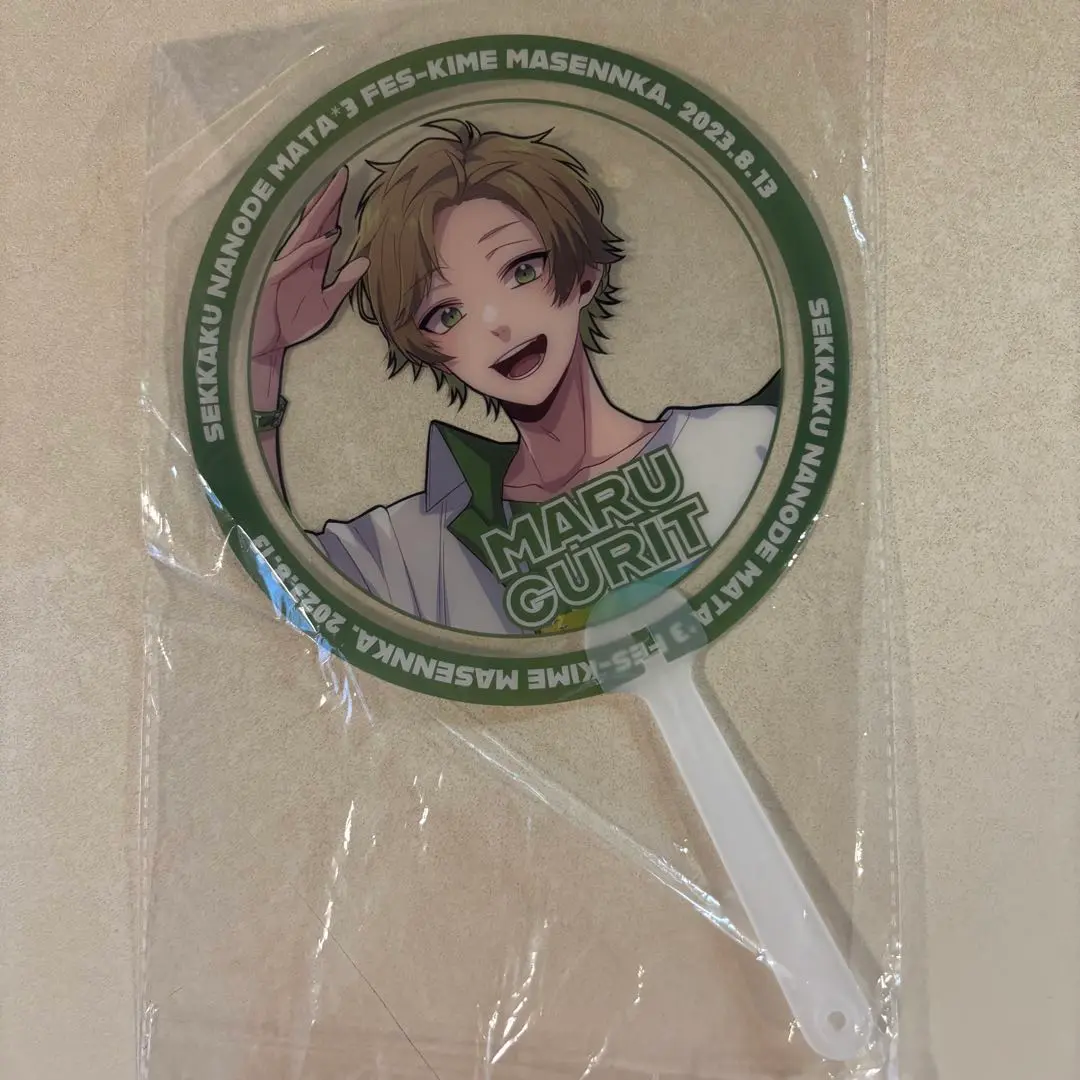 SEKKAKU NANODE MATA*3 FES-KIME MASENNKA. 2023.8.13
SEKKAKU NANODE MATA*3 FES-KIME MASENNKA. 2023.8.13
MARU
GURIT